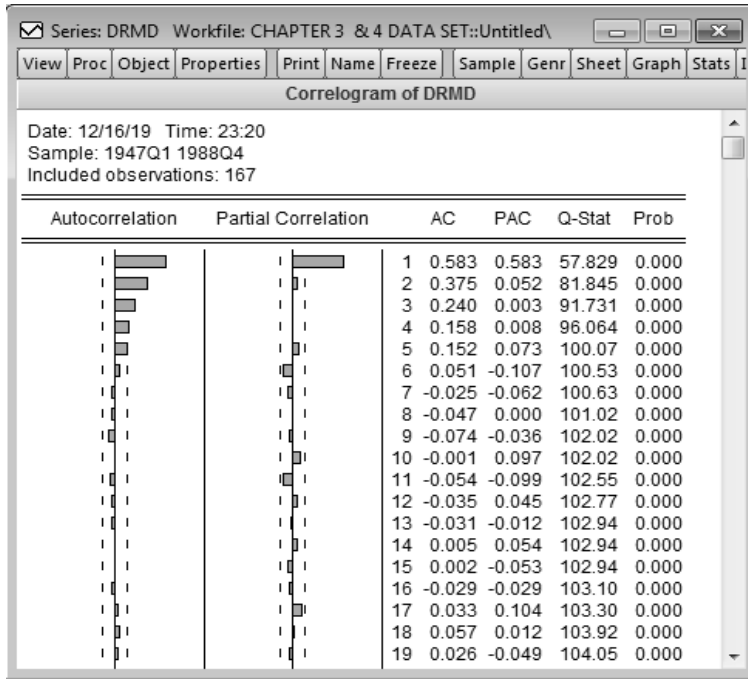 Series: DRMD Workfile: CHAPTER 3 & 4 DATA SET::Untitled\
View Proc Object Properties Print Name Freeze Sample Genr Sheet Graph Stats I
Correlogram of DRMD
Date: 12/16/19 Time: 23:20
Sample: 1947Q1 1988Q4
Included observations: 167
Autocorrelation Partial Correlation AC PAC Q-Stat Prob
1 0.583 0.583 57.829 0.000
2 0.375 0.052 81.845 0.000
3 0.240 0.003 91.731 0.000
4 0.158 0.008 96.064 0.000
5 0.152 0.073 100.07 0.000
6 0.051 -0.107 100.53 0.000
7 -0.025 -0.062 100.63 0.000
8 -0.047 0.000 101.02 0.000
9 -0.074 -0.036 102.02 0.000
10 -0.001 0.097 102.02 0.000
11 -0.054 -0.099 102.55 0.000
12 -0.035 0.045 102.77 0.000
13 -0.031 -0.012 102.94 0.000
14 0.005 0.054 102.94 0.000
15 0.002 -0.053 102.94 0.000
16 -0.029 -0.029 103.10 0.000
17 0.033 0.104 103.30 0.000
18 0.057 0.012 103.92 0.000
19 0.026 -0.049 104.05 0.000